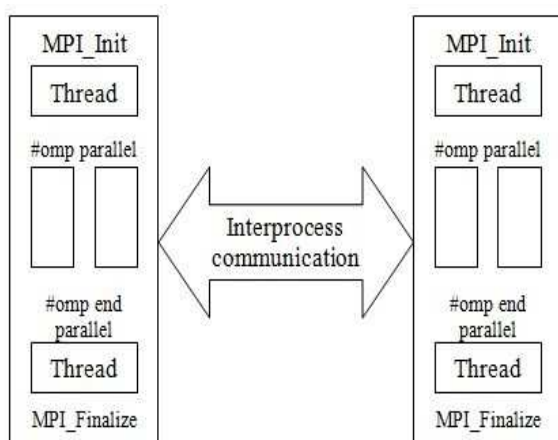 MPI_Init
Thread
#omp parallel
#omp end
parallel
Thread
MPI_Finalize
Interprocess
communication
MPI_Init
Thread
#omp parallel
#omp end
parallel
Thread
MPI_Finalize